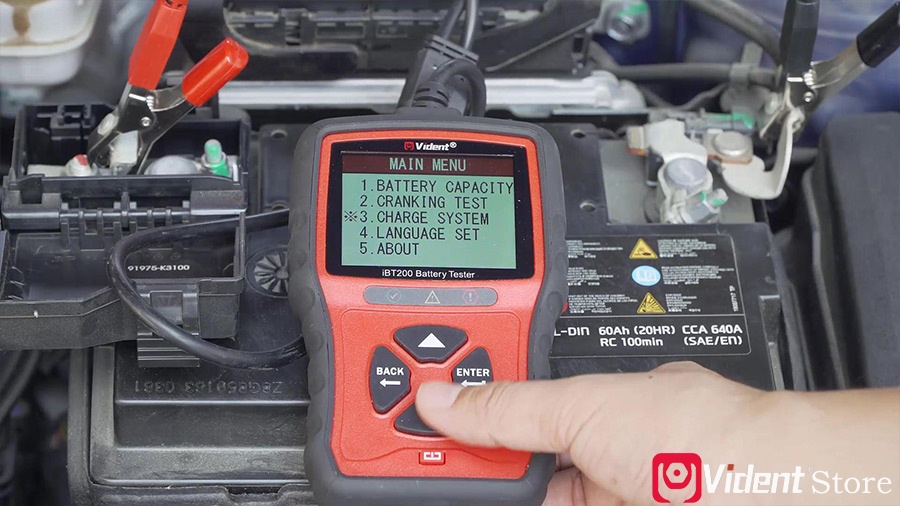 Vident®
MAIN MENU
1.BATTERY CAPACITY
2.CRANKING TEST
※3.CHARGE SYSTEM
4.LANGUAGE SET
5.ABOUT
iBT200 Battery Tester
91975-K3100
BACK
ENTER
L-DIN 60Ah (20HR) CCA 640A
RC 100min (SAE/EN)
Vident Store